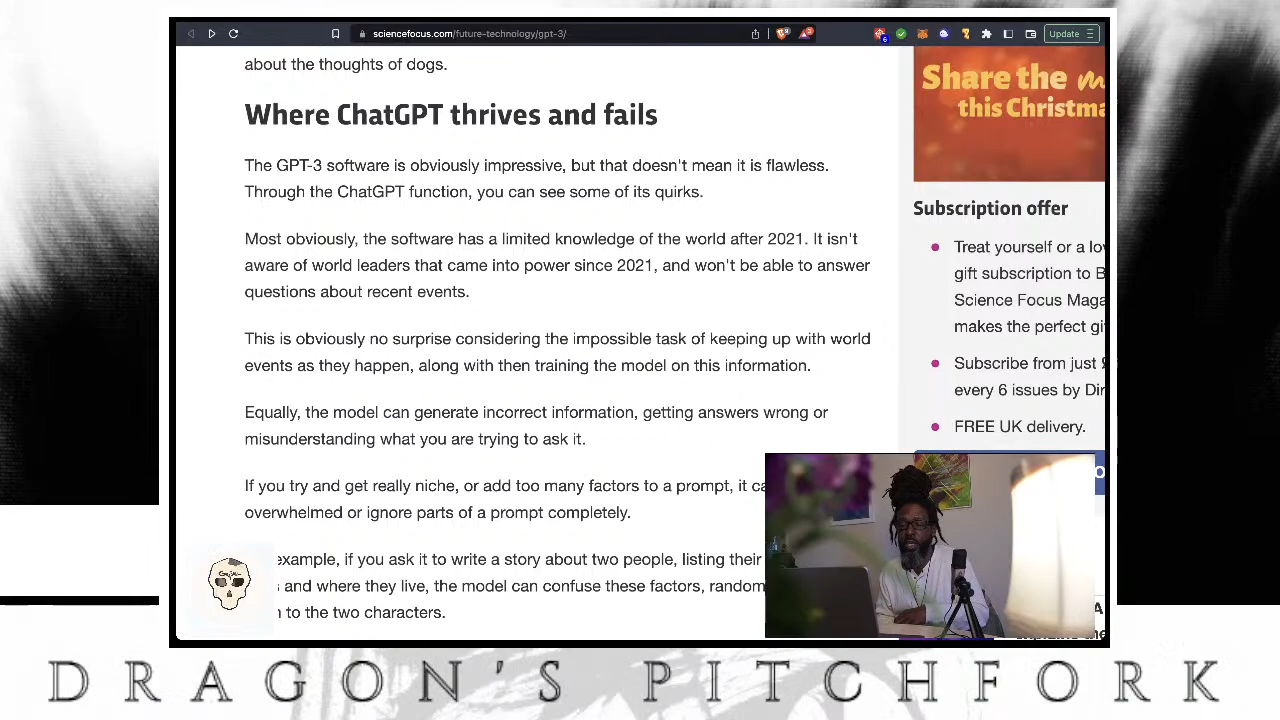 sciencefocus.com/future-technology/gpt-3/
6
Update
about the thoughts of dogs.
Where ChatGPT thrives and fails
The GPT-3 software is obviously impressive, but that doesn't mean it is flawless.
Through the ChatGPT function, you can see some of its quirks.
Most obviously, the software has a limited knowledge of the world after 2021. It isn't
aware of world leaders that came into power since 2021, and won't be able to answer
questions about recent events.
This is obviously no surprise considering the impossible task of keeping up with world
events as they happen, along with then training the model on this information.
Equally, the model can generate incorrect information, getting answers wrong or
misunderstanding what you are trying to ask it.
If you try and get really niche, or add too many factors to a prompt, it
overwhelmed or ignore parts of a prompt completely.
example, if you ask it to write a story about two people, listing their
and where they live, the model can confuse these factors,
to the two characters.
Share the
this
Subscription offer
Treat yourself or a
gift subscription to
Science Focus
makes the perfect
Subscribe from just
every 6 issues by
FREE UK delivery.
DRAGON'S PITCHFORK